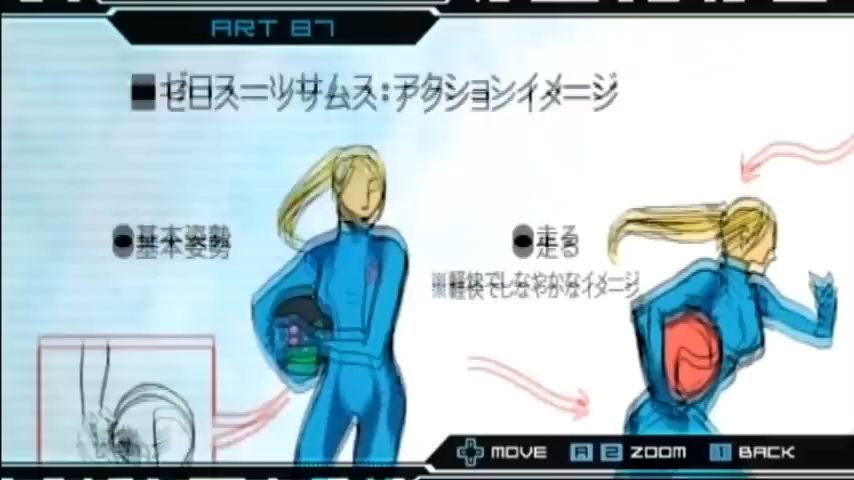 ART 87
■ゼロスーツサムス:アクションイメージ
●基本姿勢
●走る
※軽快でしなやかなイメージ
MOVE A Z ZOOM 1 BACK